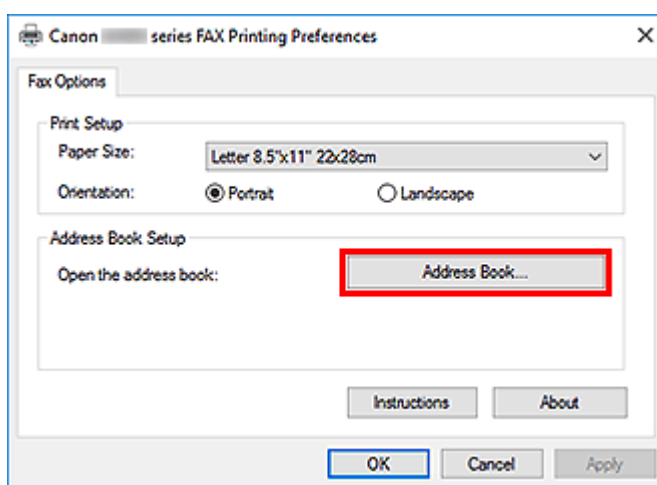 Canon series FAX Printing Preferences
Fax Options
Print Setup
Paper Size: Letter 8.5"x11" 22x28cm
Orientation: Portrait Landscape
Address Book Setup
Open the address book: Address Book...
Instructions About
OK Cancel Apply